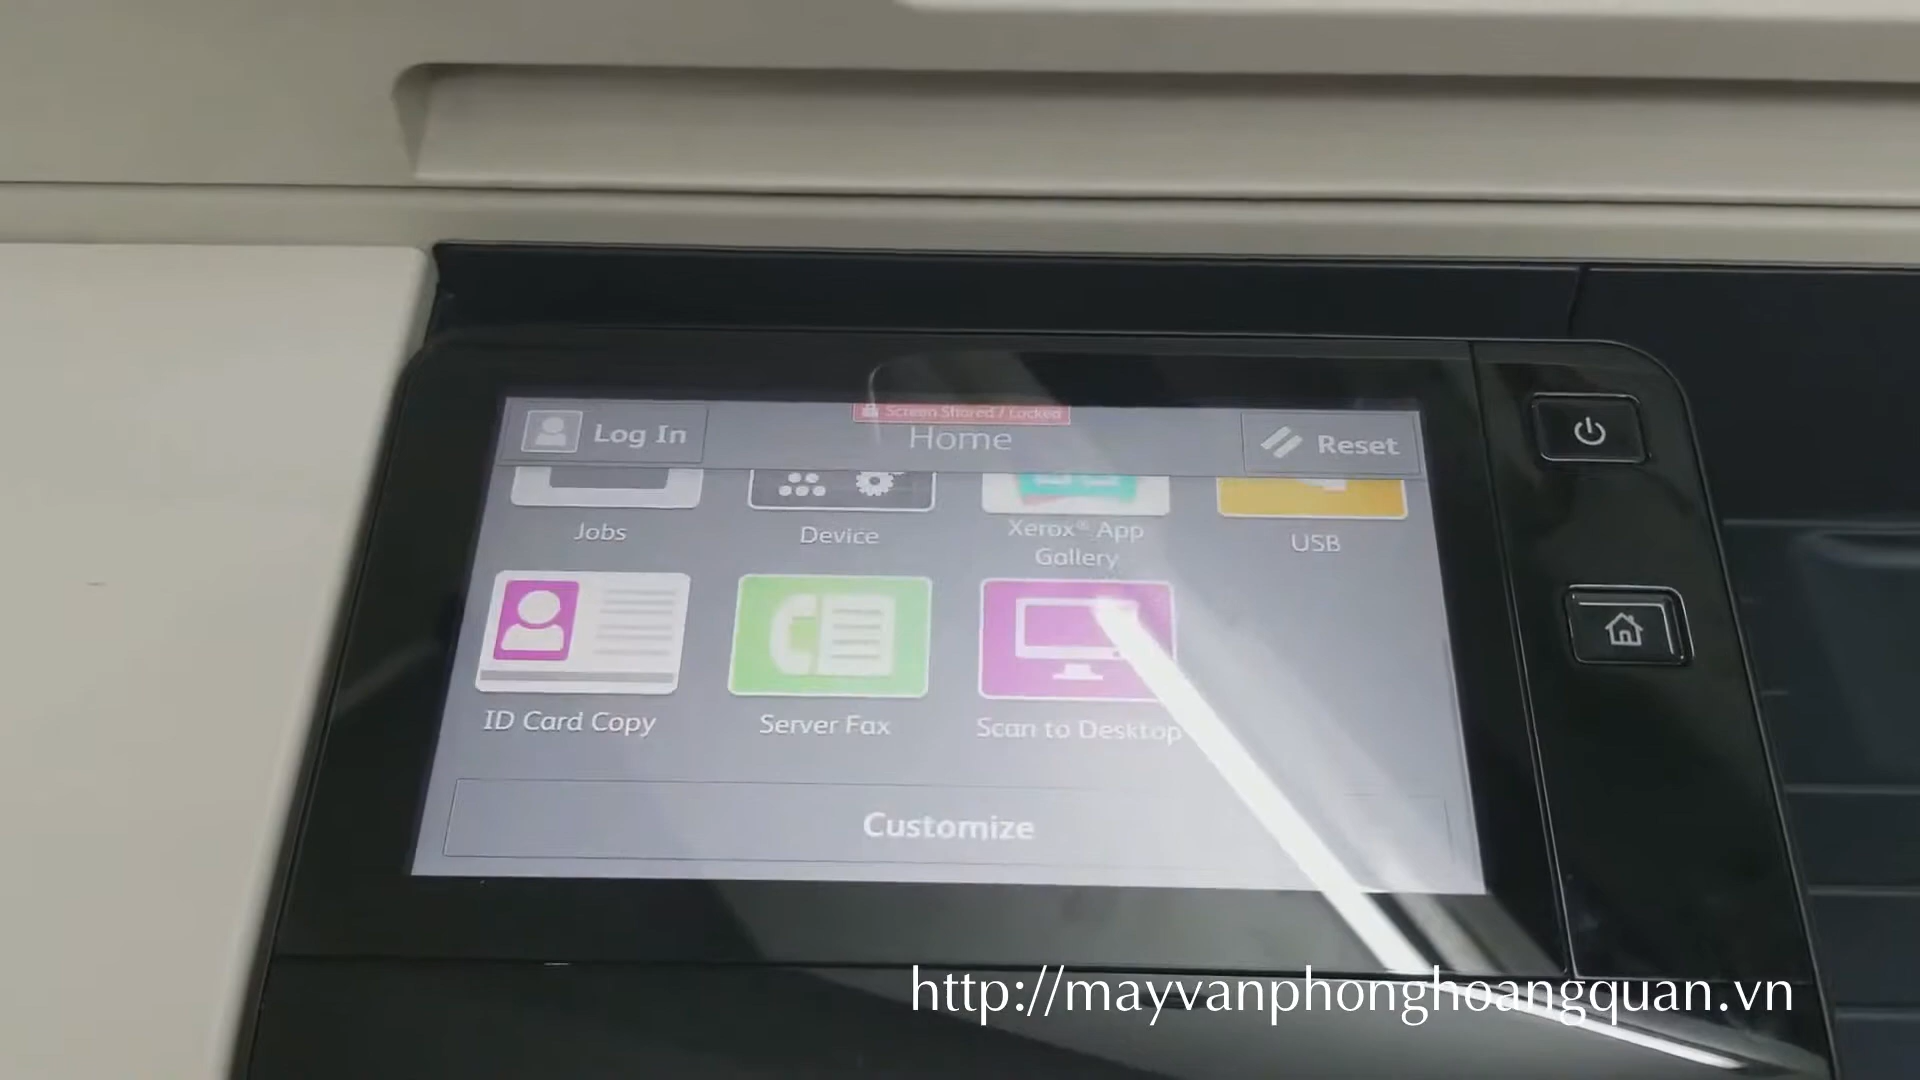 Screen Shared / Locked
Log In
Home
Reset
Jobs
Device
Xerox® App
Gallery
USB
ID Card Copy
Server Fax
Scan to Desktop
Customize
http://mayvanphonghoangquan.vn